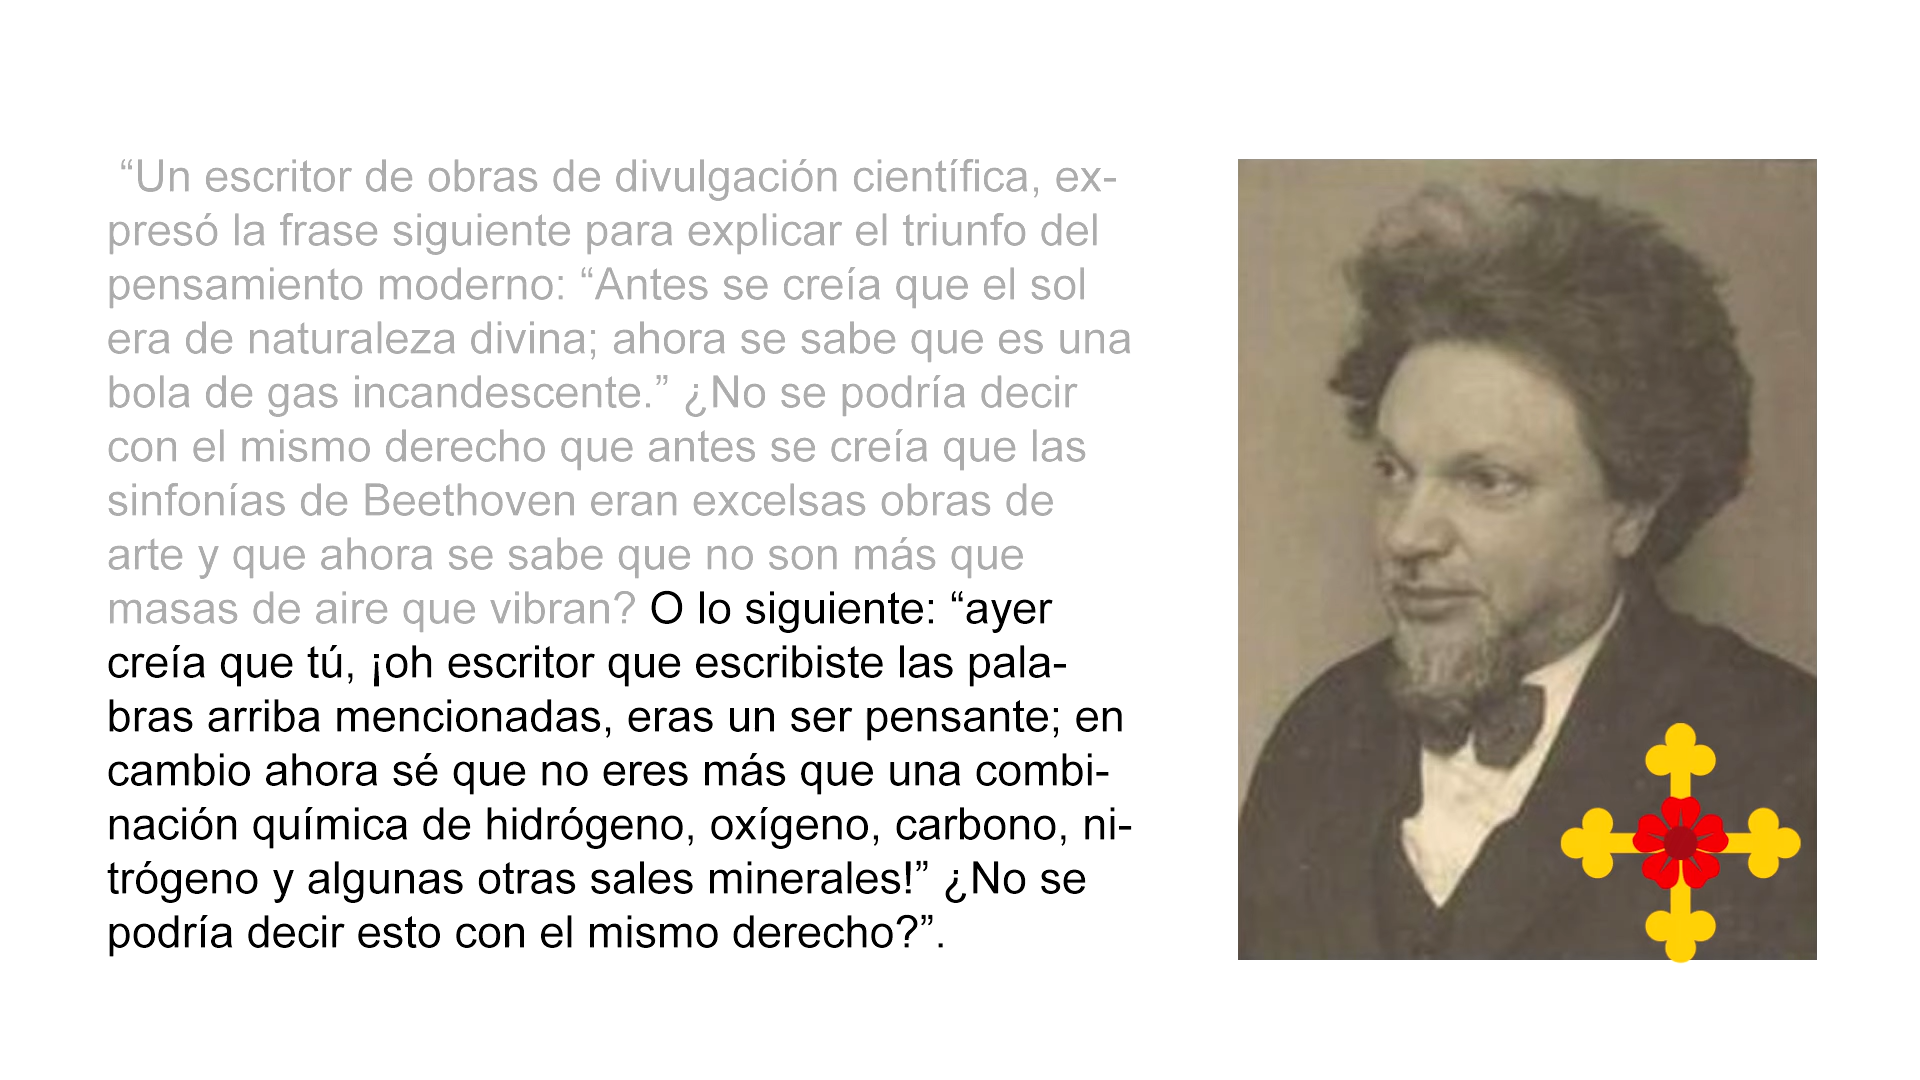 “Un escritor de obras de divulgación científica, ex-
presó la frase siguiente para explicar el triunfo del
pensamiento moderno: “Antes se creía que el sol
era de naturaleza divina; ahora se sabe que es una
bola de gas incandescente.” ¿No se podría decir
con el mismo derecho que antes se creía que las
sinfonías de Beethoven eran excelsas obras de
arte y que ahora se sabe que no son más que
masas de aire que vibran? O lo siguiente: “ayer
creía que tú, ¡oh escritor que escribiste las pala-
bras arriba mencionadas, eras un ser pensante; en
cambio ahora sé que no eres más que una combi-
nación química de hidrógeno, oxígeno, carbono, ni-
trógeno y algunas otras sales minerales!” ¿No se
podría decir esto con el mismo derecho?”.